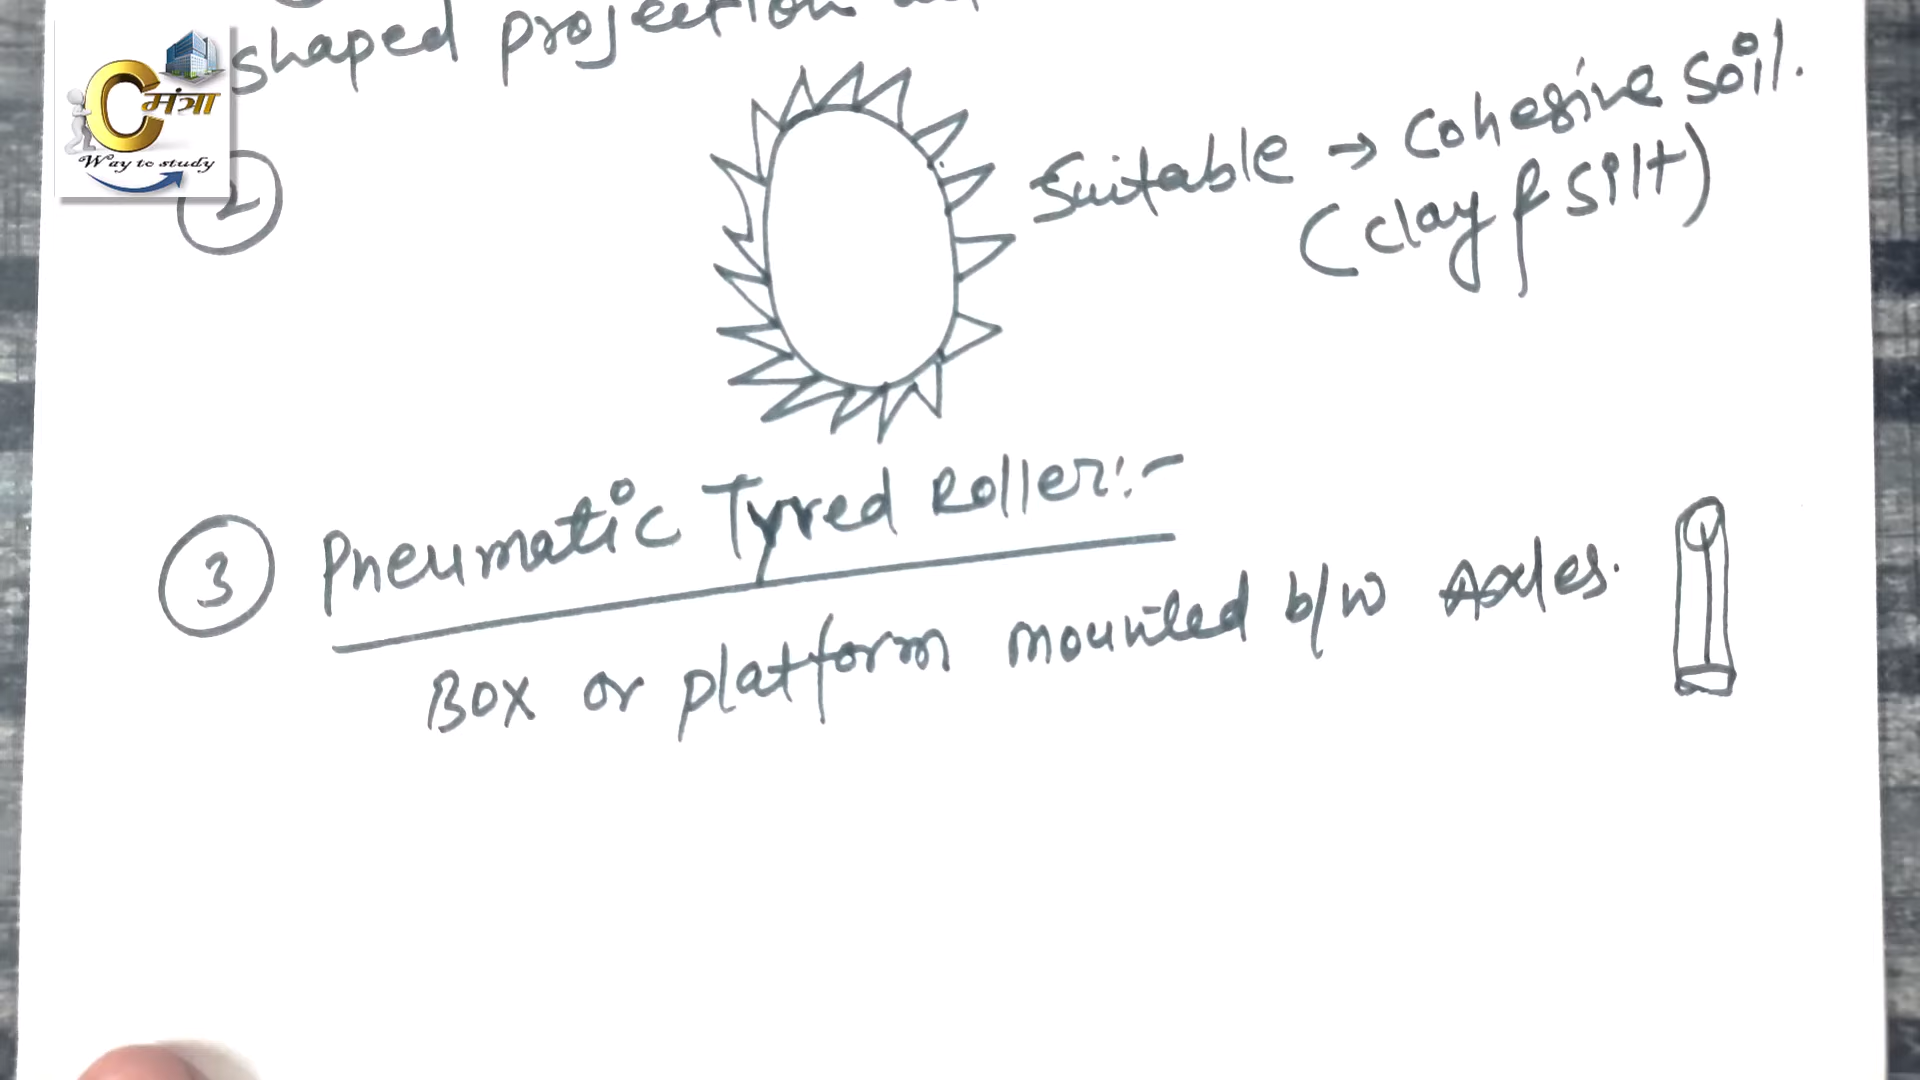 shaped projection
C मंत्रा
Way to study
2
Suitable → Cohesive soil.
(clay & silt)
3 Pneumatic Tyred Roller:-
Box or platform mounted b/w Axles.